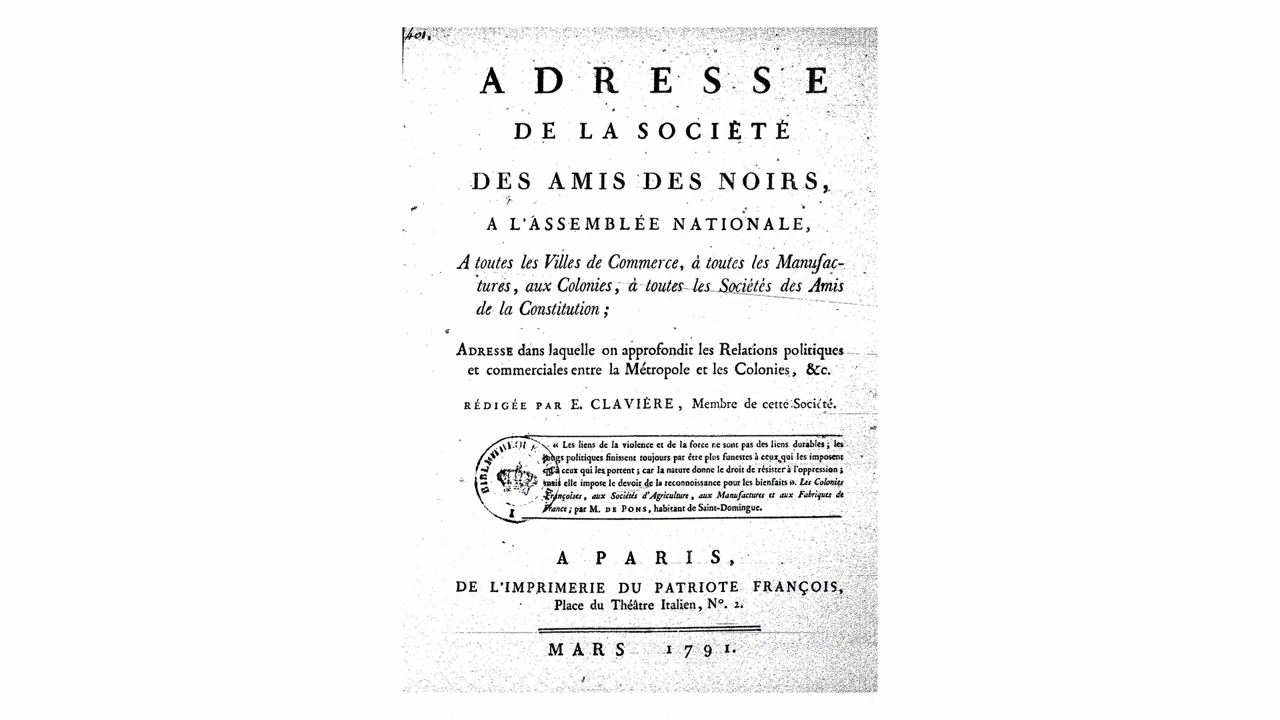 401.
ADRESSE
DE LA SOCIÉTÉ
DES AMIS DES NOIRS,
A L'ASSEMBLÉE NATIONALE,
A toutes les Villes de Commerce, à toutes les Manufac-
tures, aux Colonies, à toutes les Sociétés des Amis
de la Constitution ;
ADRESSE dans laquelle on approfondit les Relations politiques
et commerciales entre la Métropole et les Colonies, &c.
RÉDIGÉE PAR E. CLAVIÈRE, Membre de cette Société.
« Les liens de la violence et de la force ne sont pas des liens durables ; les
jougs politiques finissent toujours par être plus funestes à ceux qui les imposent
qu'à ceux qui les portent ; car la nature donne le droit de résister à l'oppression ;
mais elle impose le devoir de la reconnoissance pour les bienfaits ». Les Colonies
Françoises, aux Sociétés d'Agriculture, aux Manufactures et aux Fabriques de
France ; par M. DE PONS, habitant de Saint-Domingue.
A PARIS,
DE L'IMPRIMERIE DU PATRIOTE FRANÇOIS,
Place du Théâtre Italien, N°. 2.
MARS 1791.